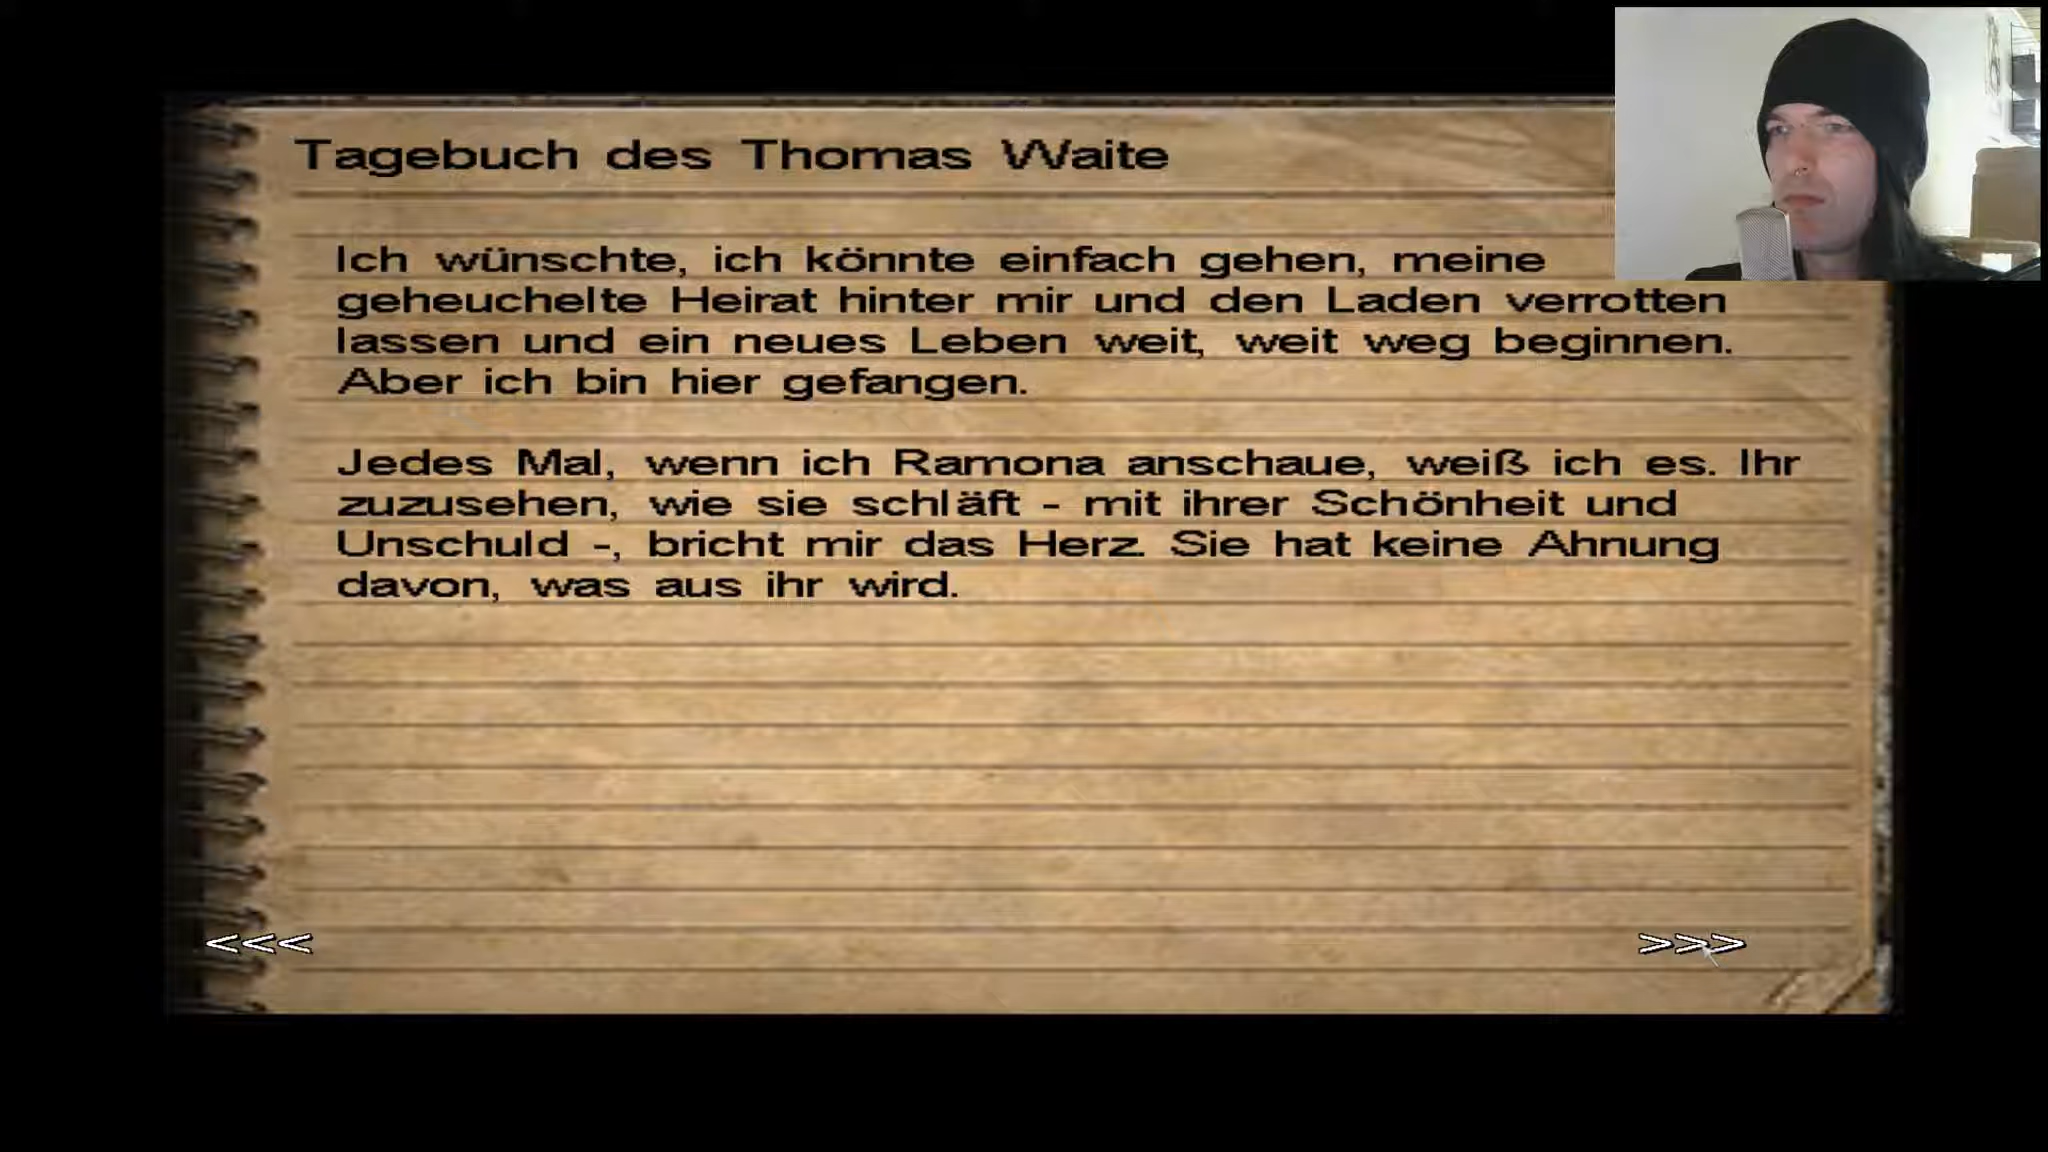 Tagebuch des Thomas Waite
Ich wünschte, ich könnte einfach gehen, meine
geheuchelte Heirat hinter mir und den Laden verrotten
lassen und ein neues Leben weit, weit weg beginnen.
Aber ich bin hier gefangen.
Jedes Mal, wenn ich Ramona anschaue, weiß ich es. Ihr
zuzusehen, wie sie schläft - mit ihrer Schönheit und
Unschuld -, bricht mir das Herz. Sie hat keine Ahnung
davon, was aus ihr wird.
<<< >>>